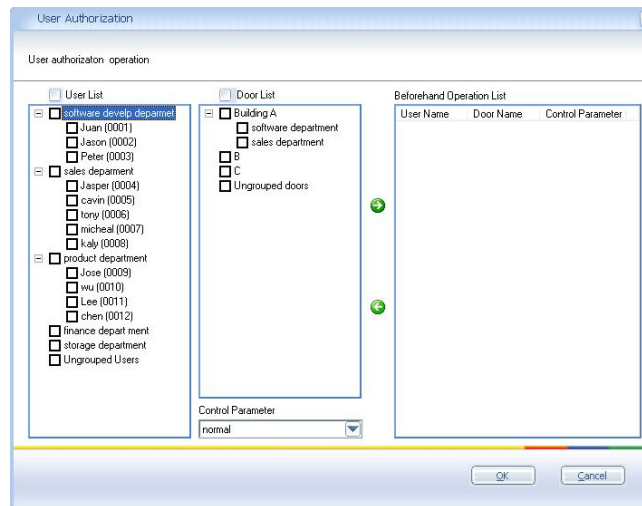 User Authorization
User authorizaton operation
User List
software develp deparmet
Juan (0001)
Jason (0002)
Peter (0003)
sales deparment
Jasper (0004)
cavin (0005)
tony (0006)
micheal (0007)
kaly (0008)
product department
Jose (0009)
wu (0010)
Lee (0011)
chen (0012)
finance depart ment
storage department
Ungrouped Users
Door List
Building A
software department
sales department
B
C
Ungrouped doors
Control Parameter
normal
Beforehand Operation List
User Name Door Name Control Parameter
OK Cancel